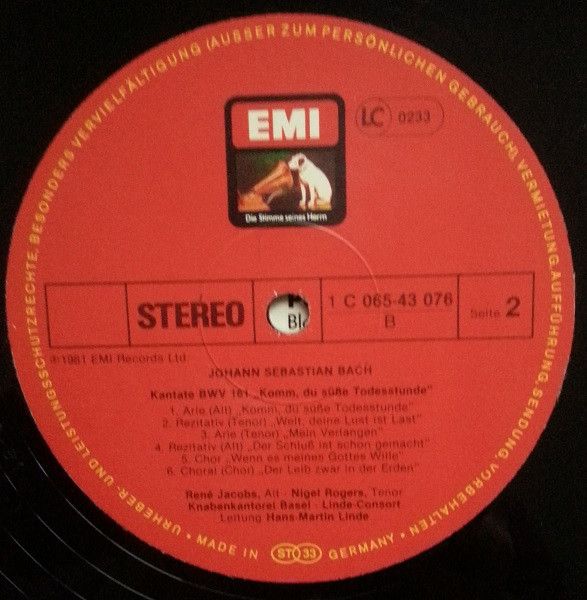 URHEBER- UND LEISTUNGSSCHUTZRECHTE, BESONDERS VERVIELFÄLTIGUNG (AUSSER ZUM PERSÖNLICHEN GEBRAUCH), VERMIETUNG, AUFFÜHRUNG, SENDUNG, VORBEHALTEN
EMI
LC 0233
Die Stimme seines Herrn
STEREO
1 C 065-43 076
B
Seite 2
℗1981 EMI Records Ltd
JOHANN SEBASTIAN BACH
Kantate BWV 161 „Komm, du süße Todesstunde"
1. Arie (Alt) „Komm, du süße Todesstunde"
2. Rezitativ (Tenor) „Welt, deine Lust ist Last"
3. Arie (Tenor) „Mein Verlangen"
4. Rezitativ (Alt) „Der Schluß ist schon gemacht"
5. Chor „Wenn es meines Gottes Wille"
6. Choral (Chor) „Der Leib zwar in der Erden"
René Jacobs, Alt · Nigel Rogers, Tenor
Knabenkantorei Basel · Linde-Consort
Leitung Hans-Martin Linde
• MADE IN ST 33 GERMANY •